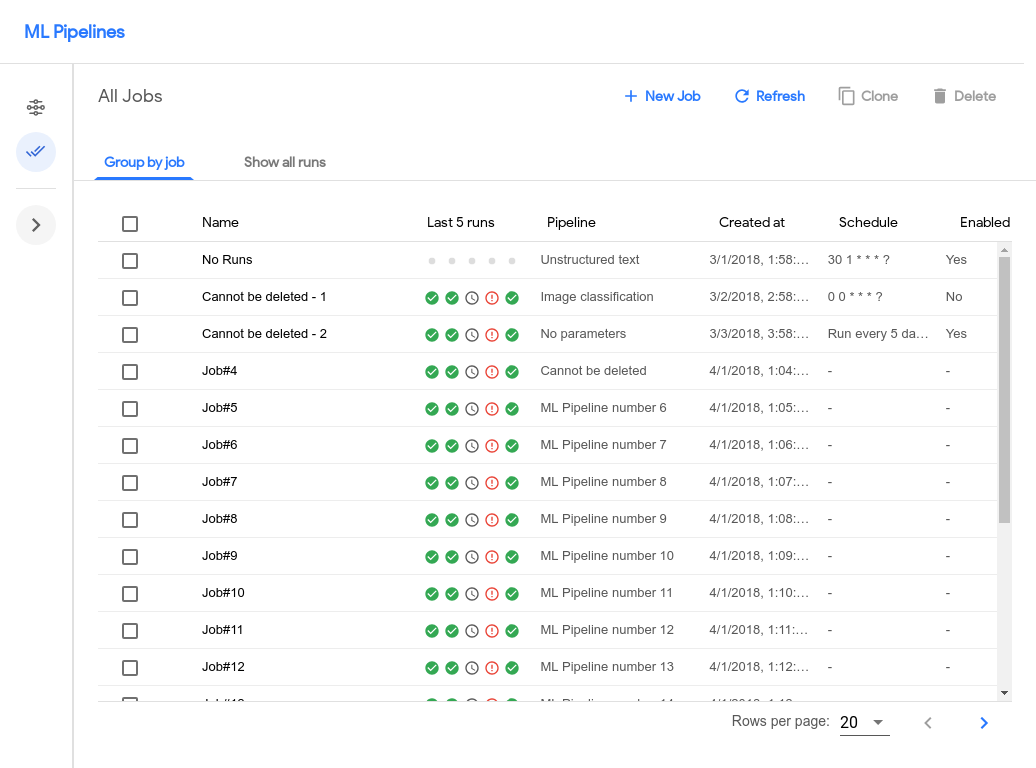 ML Pipelines
All Jobs + New Job Refresh Clone Delete
Group by job Show all runs
Name Last 5 runs Pipeline Created at Schedule Enabled
No Runs Unstructured text 3/1/2018, 1:58:… 30 1 * * * ? Yes
Cannot be deleted - 1 Image classification 3/2/2018, 2:58:… 0 0 * * * ? No
Cannot be deleted - 2 No parameters 3/3/2018, 3:58:… Run every 5 da… Yes
Job#4 Cannot be deleted 4/1/2018, 1:04:… - -
Job#5 ML Pipeline number 6 4/1/2018, 1:05:… - -
Job#6 ML Pipeline number 7 4/1/2018, 1:06:… - -
Job#7 ML Pipeline number 8 4/1/2018, 1:07:… - -
Job#8 ML Pipeline number 9 4/1/2018, 1:08:… - -
Job#9 ML Pipeline number 10 4/1/2018, 1:09:… - -
Job#10 ML Pipeline number 11 4/1/2018, 1:10:… - -
Job#11 ML Pipeline number 12 4/1/2018, 1:11:… - -
Job#12 ML Pipeline number 13 4/1/2018, 1:12:… - -
Rows per page: 20